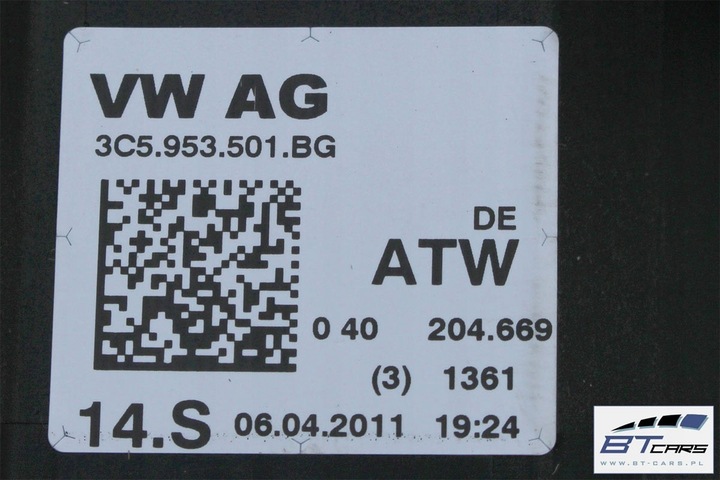 VW AG
3C5.953.501.BG
DE
ATW
0 40 204.669
(3) 1361
14.S 06.04.2011 19:24
BT CARS
WWW.BT-CARS.PL